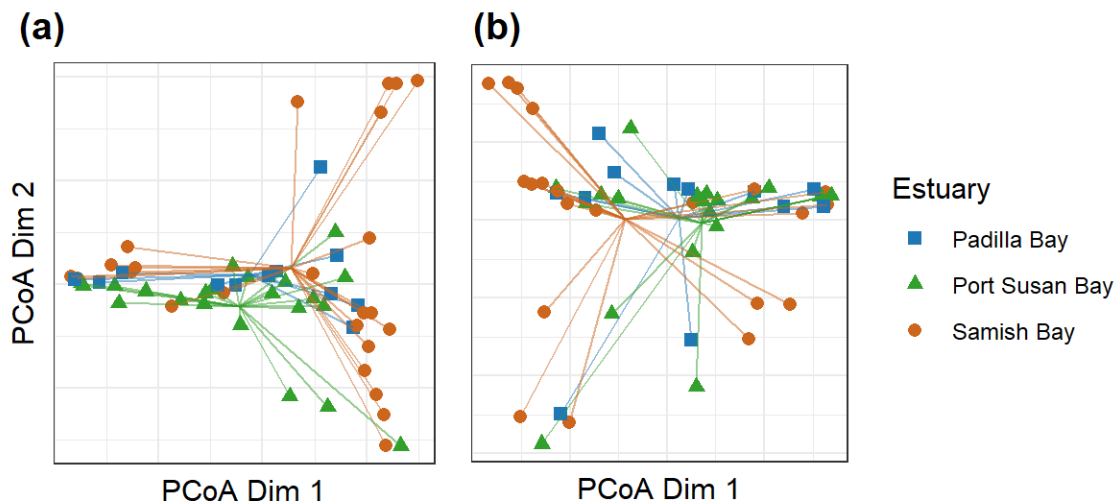 (a)
(b)
PCoA Dim 2
PCoA Dim 1
PCoA Dim 1
Estuary
Padilla Bay
Port Susan Bay
Samish Bay